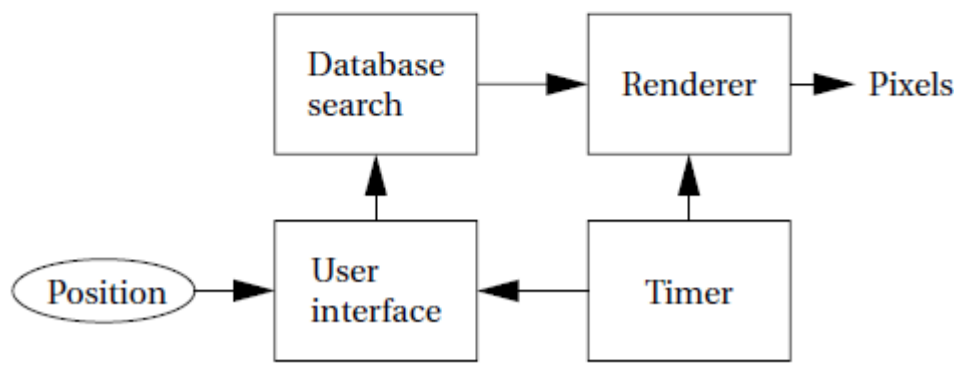 Database
search
Renderer
Pixels
Position
User
interface
Timer